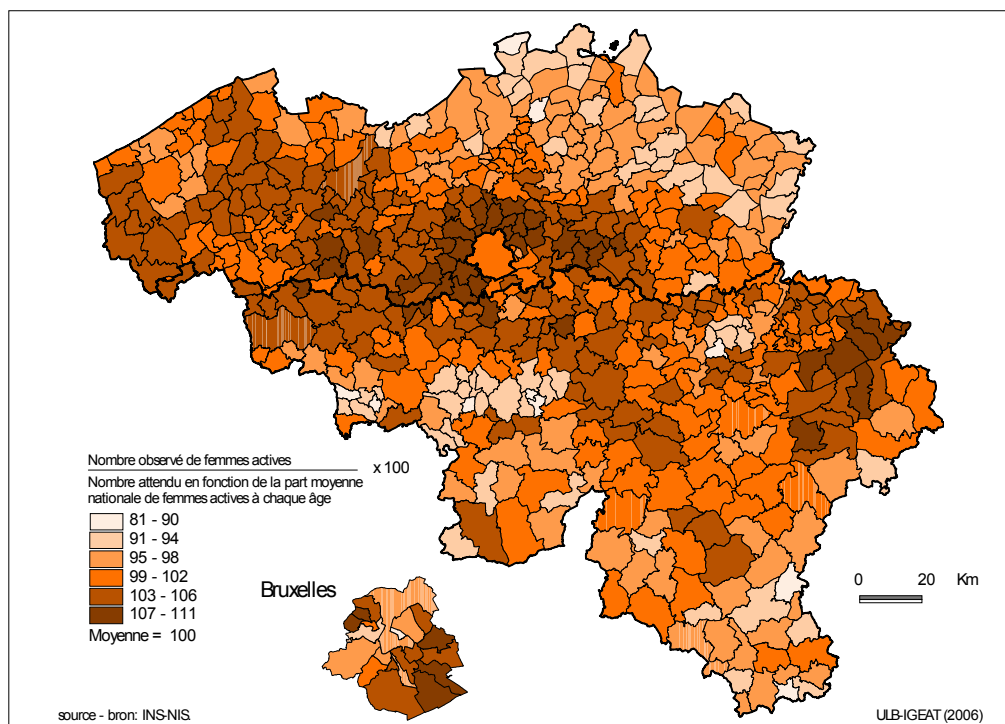 Nombre observé de femmes actives
x 100
Nombre attendu en fonction de la part moyenne
nationale de femmes actives à chaque âge
81 - 90
91 - 94
95 - 98
99 - 102
103 - 106
107 - 111
Moyenne = 100
Bruxelles
0 20 Km
source - bron: INS-NIS.
ULB-IGEAT (2006)